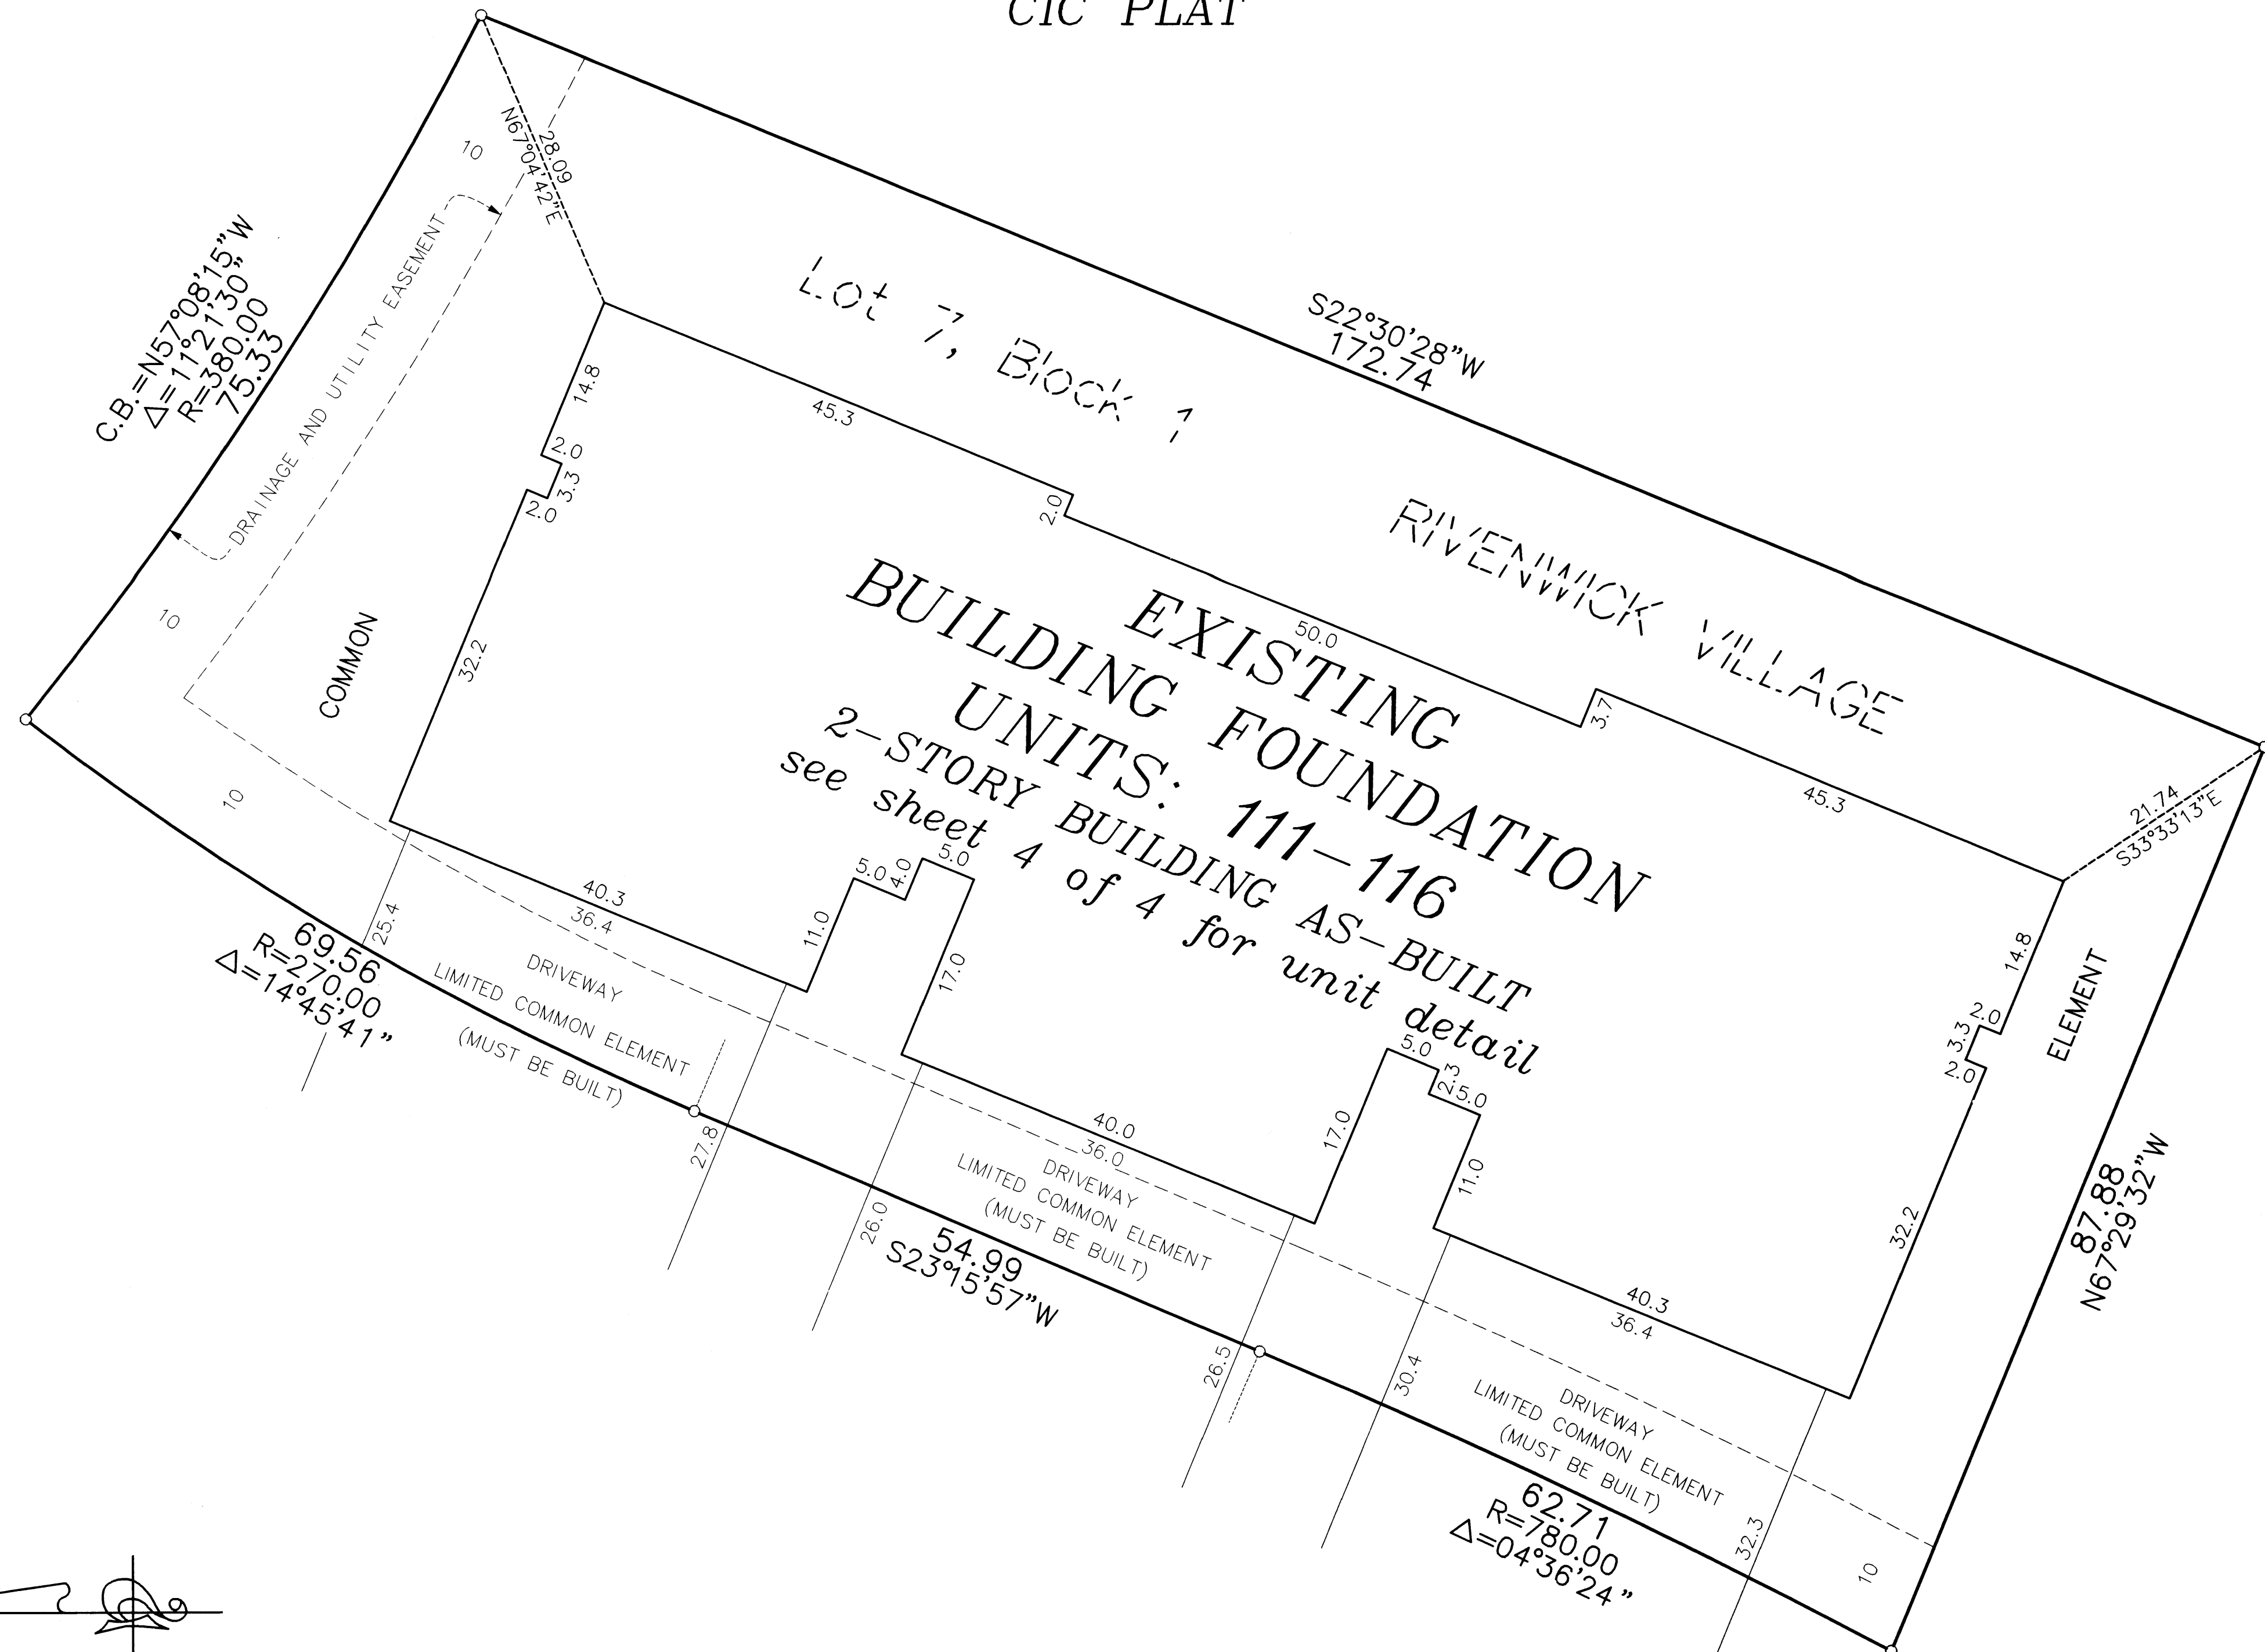 CIC PLAT
N67°04'42"E
28.09
10
C.B.=N57°08'15"W
Δ=11°21'30"
R=380.00
75.33
DRAINAGE AND UTILITY EASEMENT
10
COMMON
10
Lot 7, Block 1
RIVENWICK VILLAGE
S22°30'28"W
172.74
14.8
2.0
3.3
2.0
32.2
45.3
2.0
50.0
3.7
45.3
21.74
S33°33'13"E
EXISTING
BUILDING FOUNDATION
UNITS: 111-116
2-STORY BUILDING AS-BUILT
see sheet 4 of 4 for unit detail
40.3
36.4
11.0
5.0
4.0
5.0
17.0
40.0
36.0
17.0
5.0
2.3
5.0
11.0
40.3
36.4
32.2
14.8
2.0
3.3
2.0
ELEMENT
87.88
N67°29'32"W
25.4
69.56
R=270.00
Δ=14°45'41"
DRIVEWAY
LIMITED COMMON ELEMENT
(MUST BE BUILT)
27.8
26.0
54.99
S23°15'57"W
DRIVEWAY
LIMITED COMMON ELEMENT
(MUST BE BUILT)
26.5
30.4
DRIVEWAY
LIMITED COMMON ELEMENT
(MUST BE BUILT)
62.71
R=780.00
Δ=04°36'24"
32.3
10